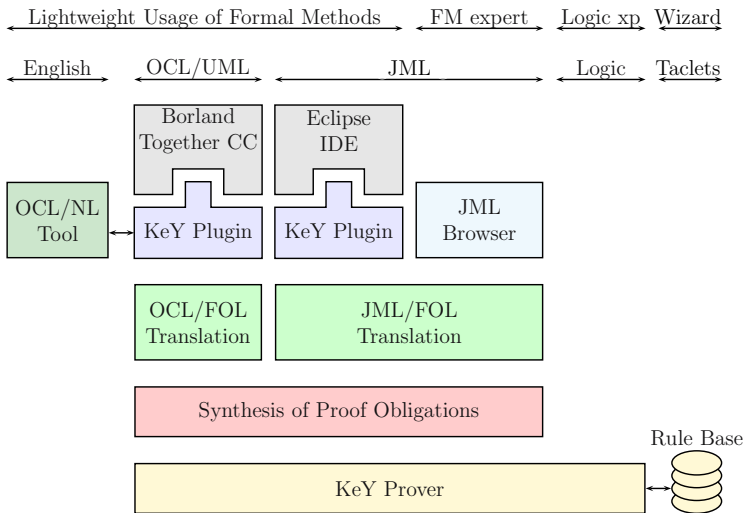 Lightweight Usage of Formal Methods
FM expert
Logic xp
Wizard
English
OCL/UML
JML
Logic
Taclets
Borland
Together CC
Eclipse
IDE
OCL/NL
Tool
KeY Plugin
KeY Plugin
JML
Browser
OCL/FOL
Translation
JML/FOL
Translation
Synthesis of Proof Obligations
Rule Base
KeY Prover